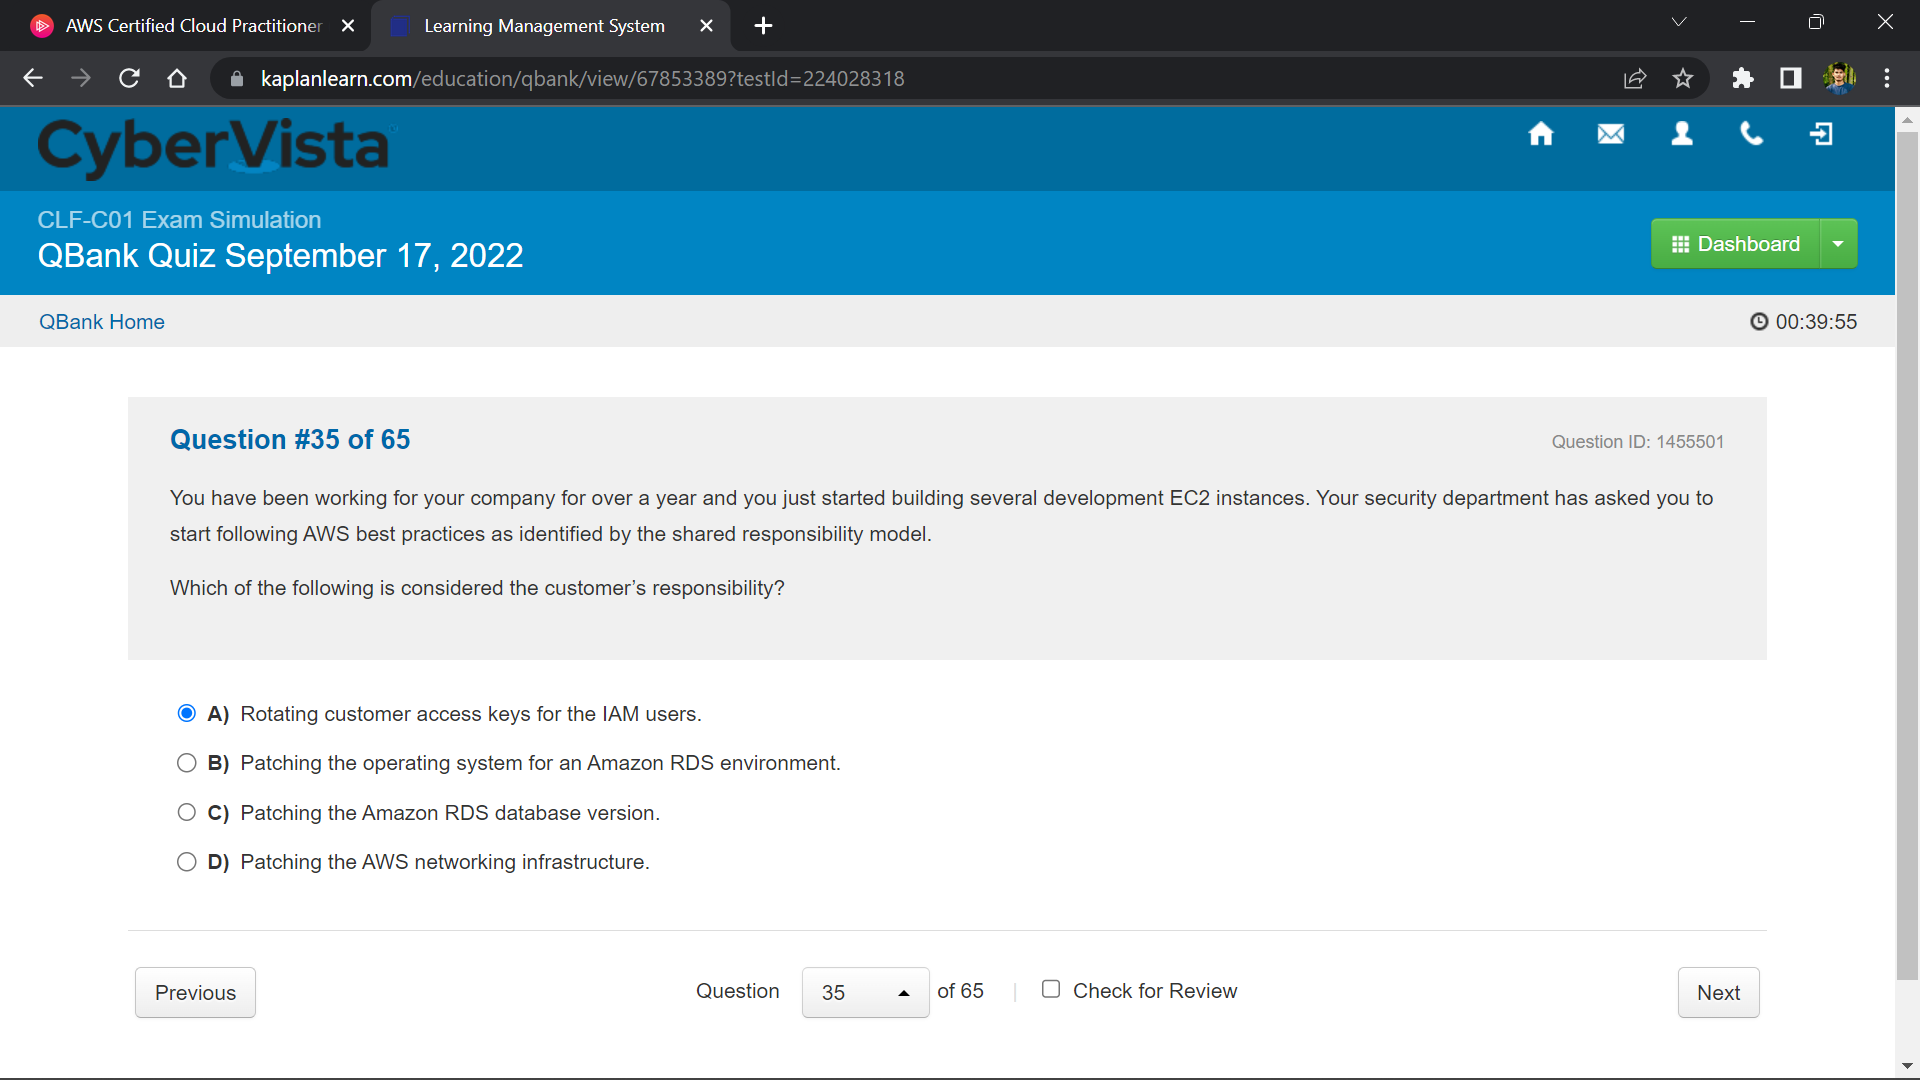 AWS Certified Cloud Practitioner
Learning Management System
kaplanlearn.com/education/qbank/view/67853389?testId=224028318
CyberVista
CLF-C01 Exam Simulation
QBank Quiz September 17, 2022
Dashboard
QBank Home
00:39:55
Question #35 of 65
Question ID: 1455501
You have been working for your company for over a year and you just started building several development EC2 instances. Your security department has asked you to
start following AWS best practices as identified by the shared responsibility model.
Which of the following is considered the customer’s responsibility?
A) Rotating customer access keys for the IAM users.
B) Patching the operating system for an Amazon RDS environment.
C) Patching the Amazon RDS database version.
D) Patching the AWS networking infrastructure.
Previous
Question 35 of 65 | Check for Review
Next